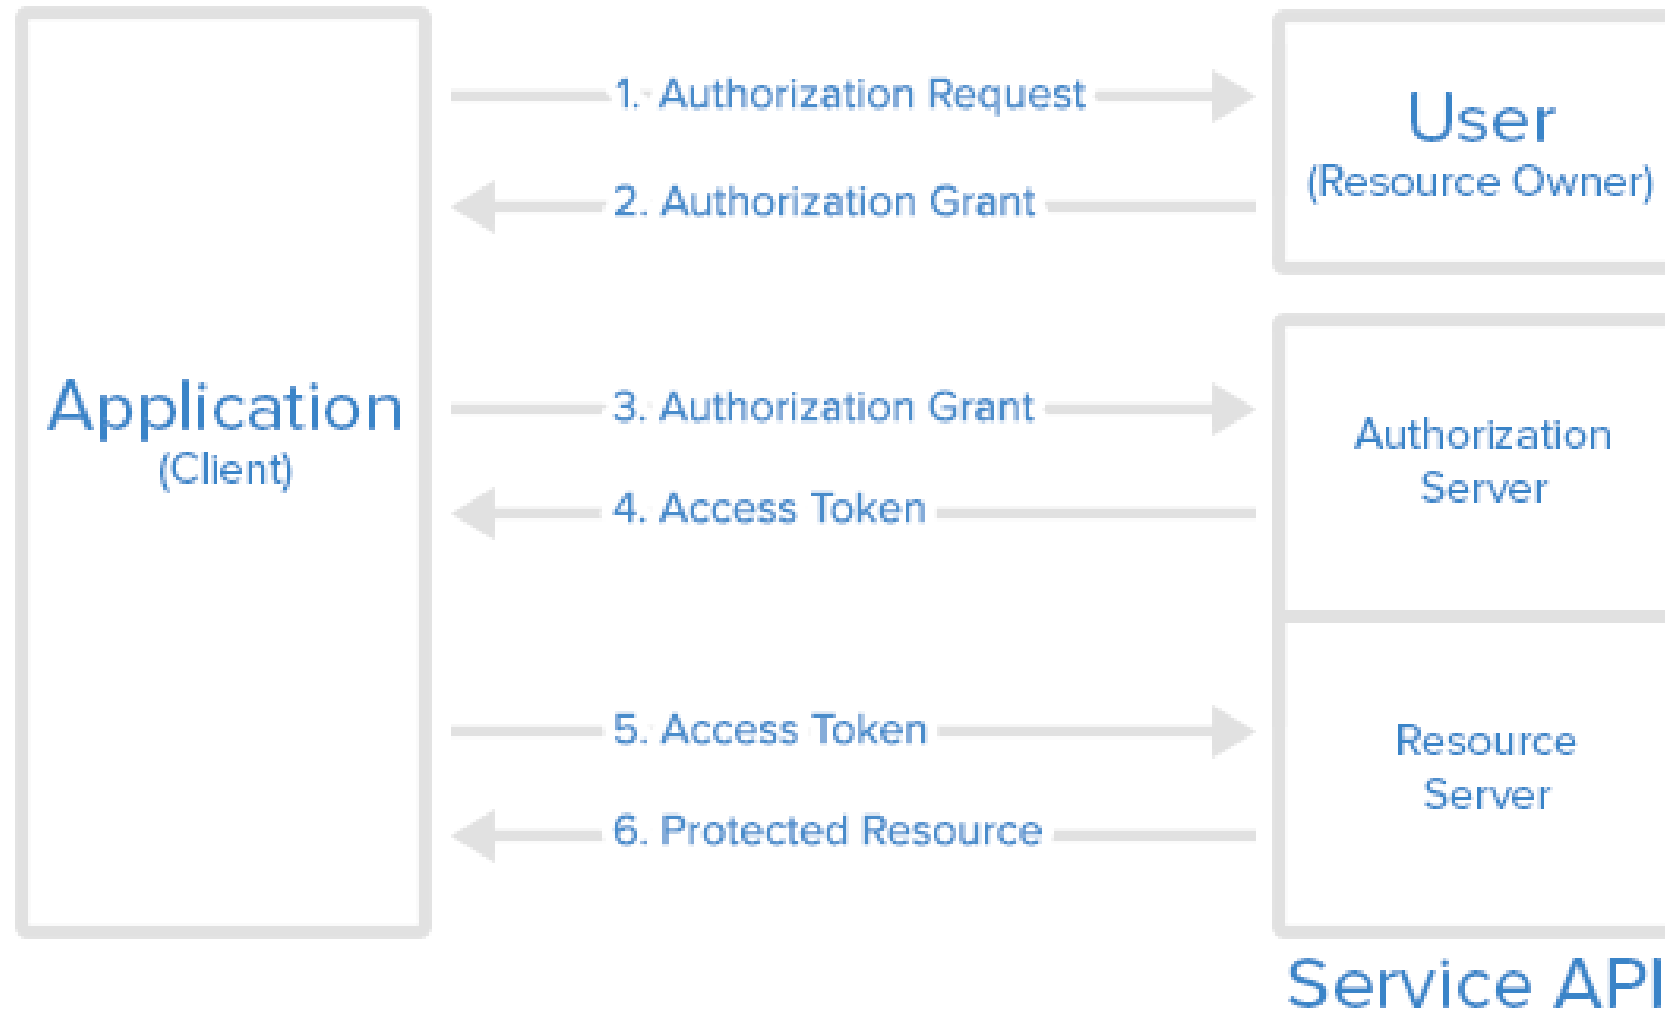 1. Authorization Request
User
(Resource Owner)
2. Authorization Grant
Application
(Client)
3. Authorization Grant
Authorization
Server
4. Access Token
5. Access Token
Resource
Server
6. Protected Resource
Service API